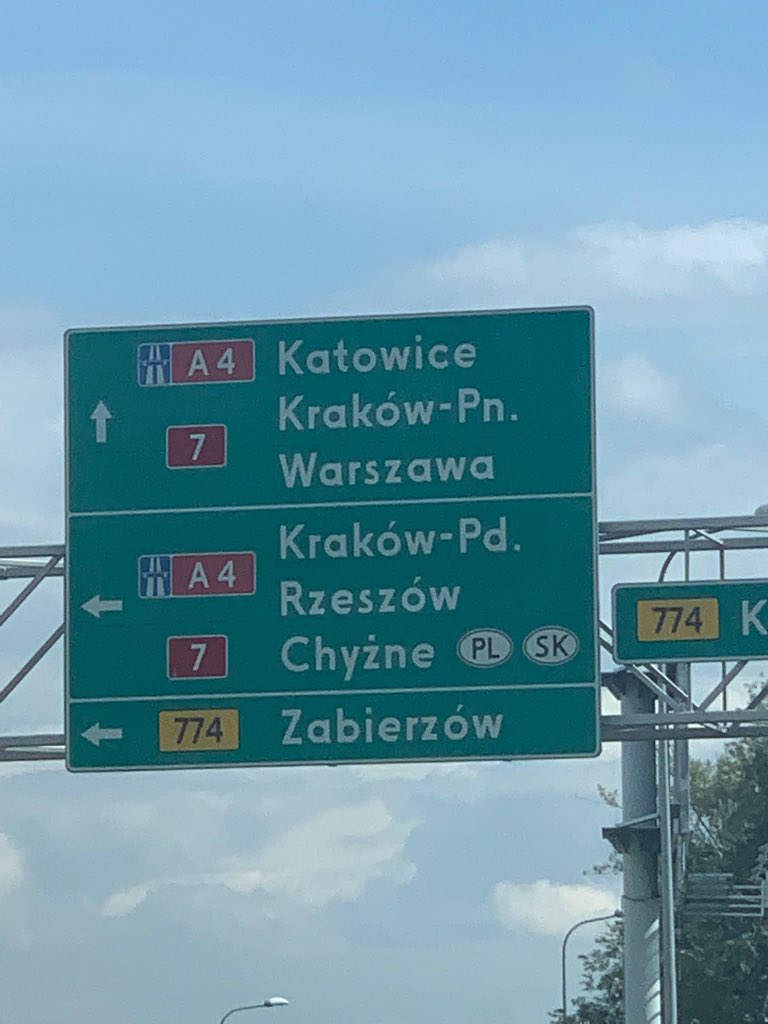 A4 Katowice
Kraków-Pn.
7
Warszawa
Kraków-Pd.
A4
Rzeszów
7 Chyżne PL SK
774 Zabierzów
774 K